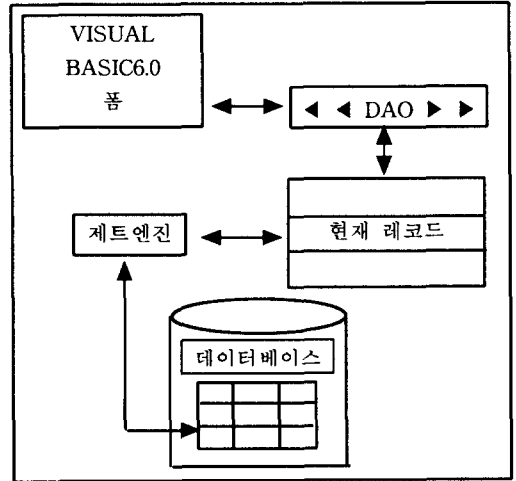 VISUAL
BASIC6.0
폼
◀ ◀ DAO ▶ ▶
현재 레코드
제트엔진
데이터베이스